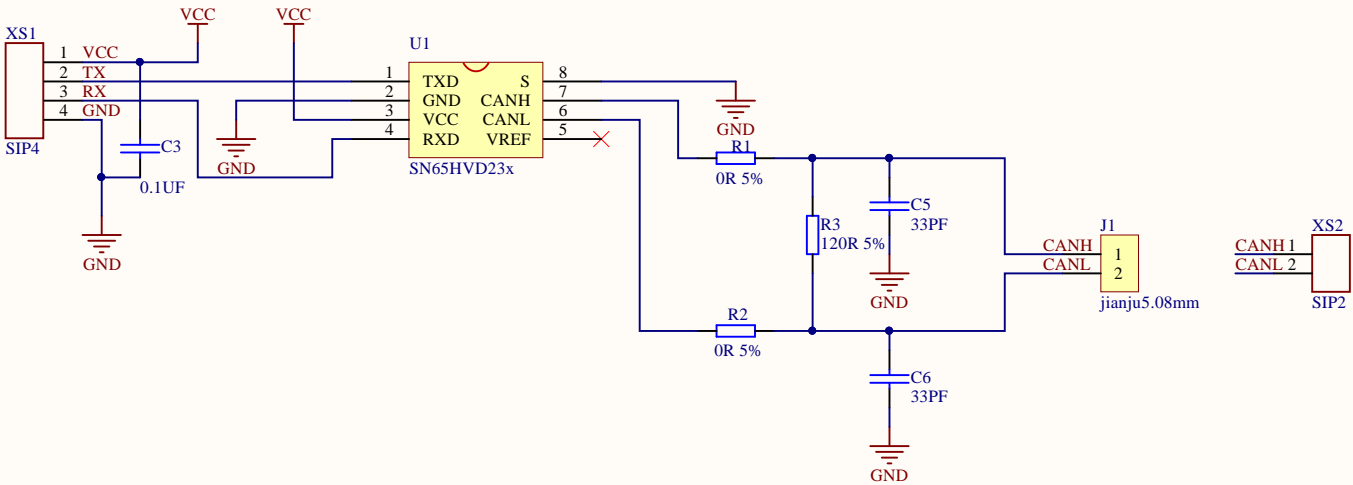 VCC VCC
XS1
U1
1 VCC
2 TX
3 RX
4 GND
SIP4
C3
0.1UF
GND
GND
1 TXD S 8
2 GND CANH 7
3 VCC CANL 6
4 RXD VREF 5
SN65HVD23x
GND
R1
0R 5%
C5
33PF
R3
120R 5%
GND
R2
0R 5%
C6
33PF
GND
J1
CANH 1
CANL 2
jianju5.08mm
XS2
CANH 1
CANL 2
SIP2